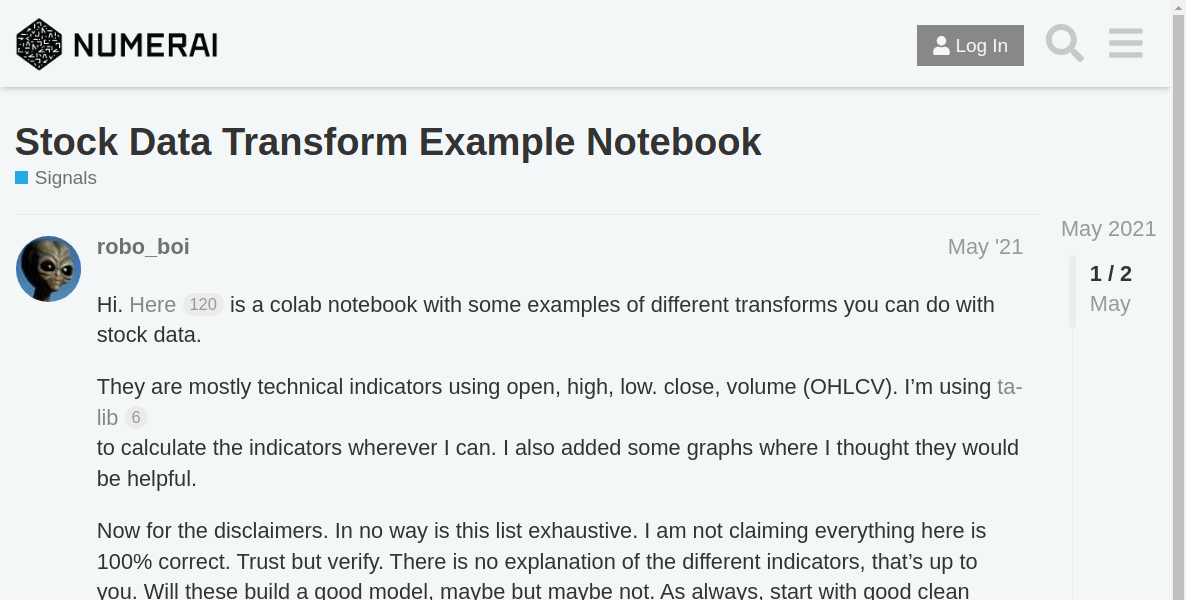 NUMERAI
Log In
Stock Data Transform Example Notebook
Signals
robo_boi
May '21
May 2021
1 / 2
May
Hi. Here 120 is a colab notebook with some examples of different transforms you can do with
stock data.
They are mostly technical indicators using open, high, low. close, volume (OHLCV). I’m using ta-
lib 6
to calculate the indicators wherever I can. I also added some graphs where I thought they would
be helpful.
Now for the disclaimers. In no way is this list exhaustive. I am not claiming everything here is
100% correct. Trust but verify. There is no explanation of the different indicators, that’s up to
you. Will these build a good model, maybe but maybe not. As always, start with good clean